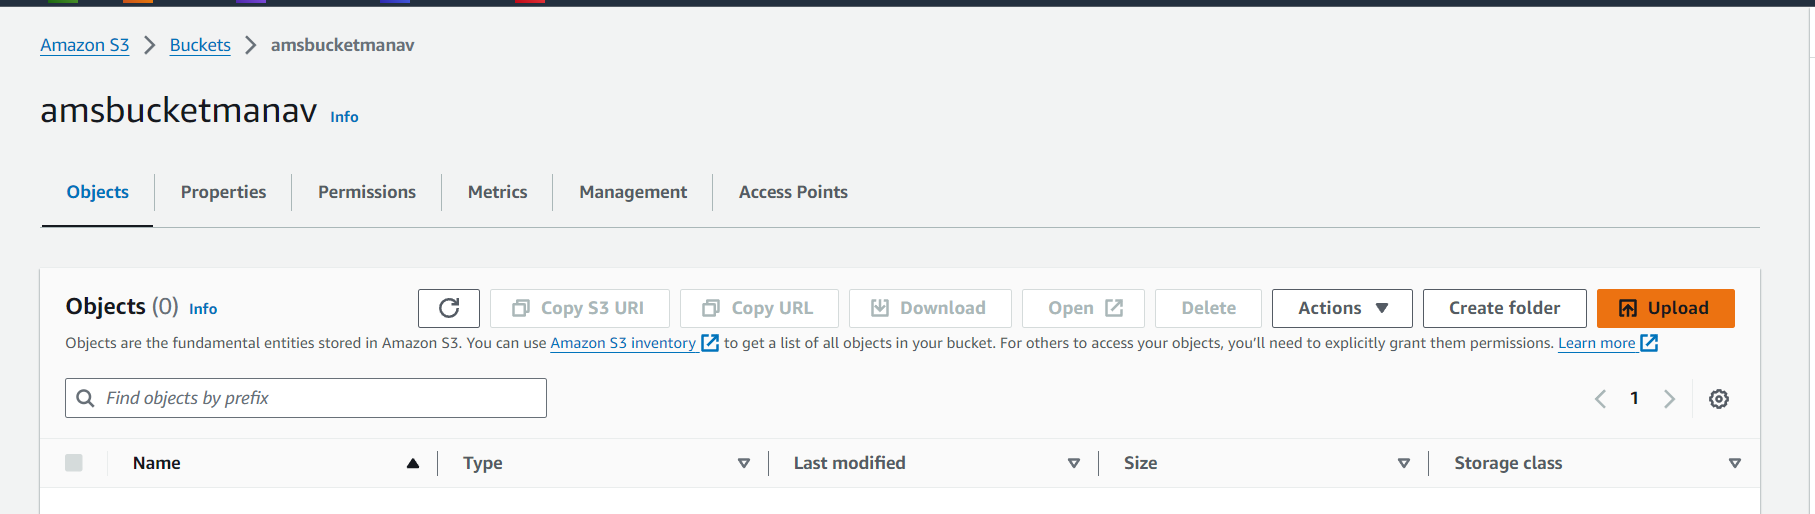 Amazon S3 > Buckets > amsbucketmanav
amsbucketmanav Info
Objects Properties Permissions Metrics Management Access Points
Objects (0) Info Copy S3 URI Copy URL Download Open Delete Actions Create folder Upload
Objects are the fundamental entities stored in Amazon S3. You can use Amazon S3 inventory to get a list of all objects in your bucket. For others to access your objects, you’ll need to explicitly grant them permissions. Learn more
Find objects by prefix 1
Name Type Last modified Size Storage class